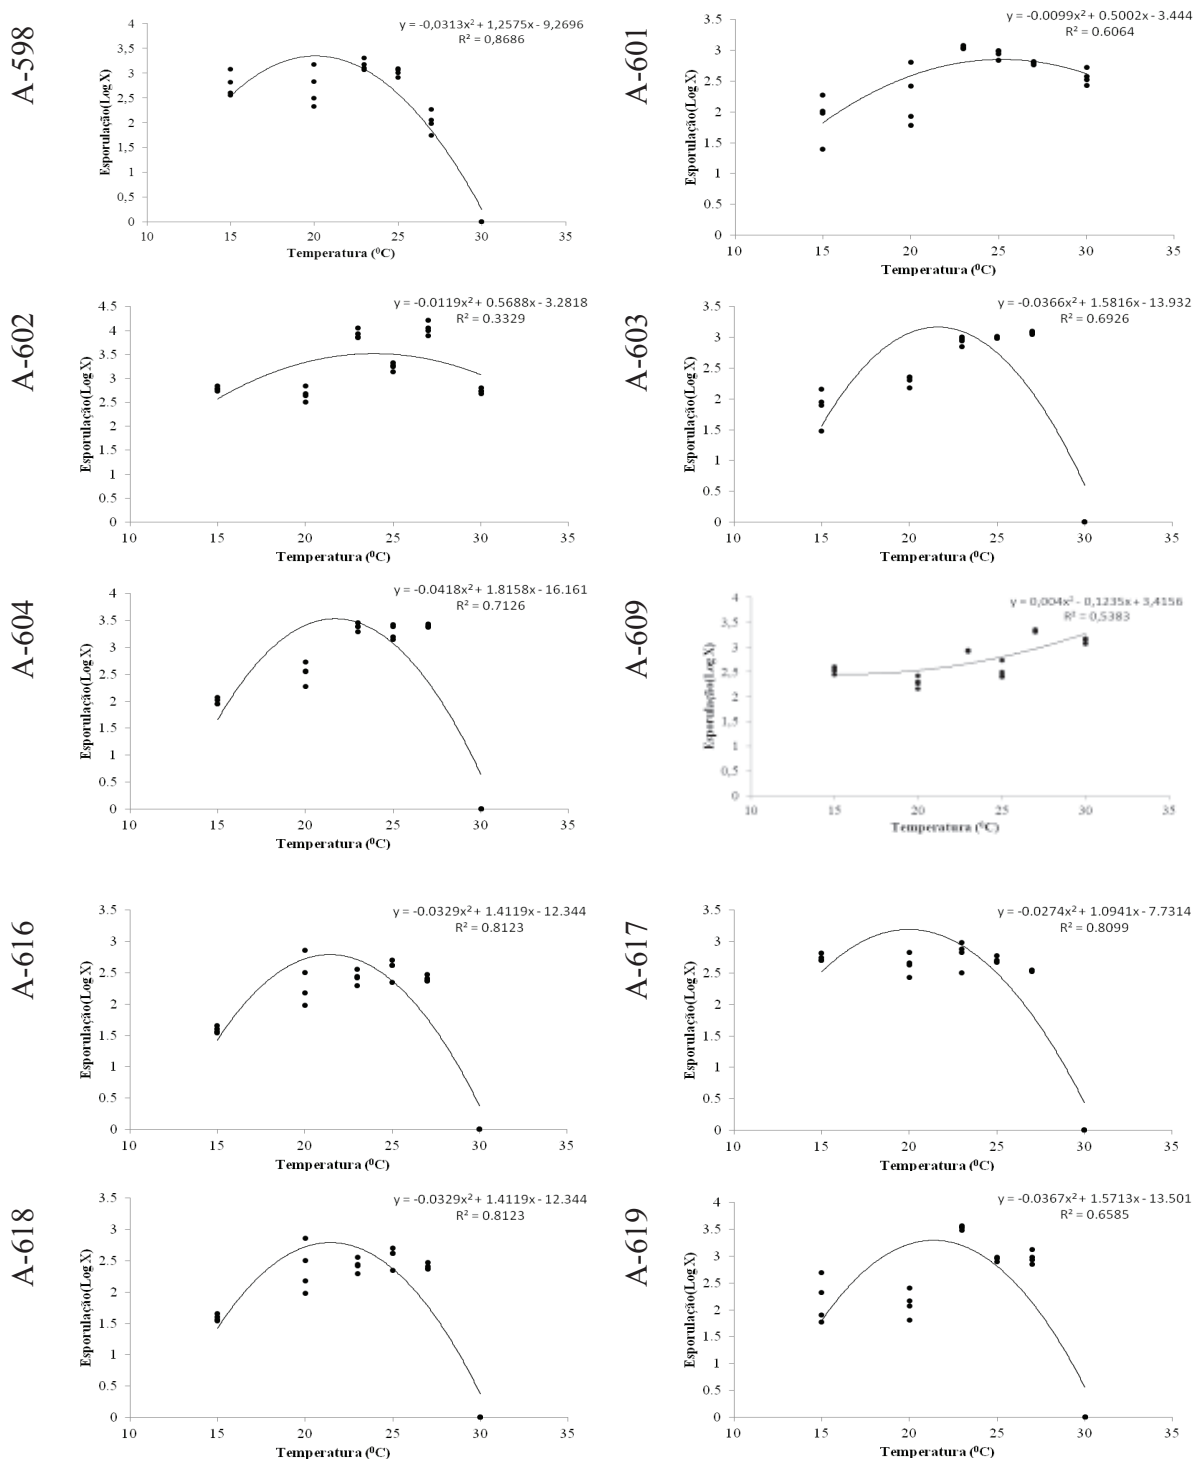 A-598
y = -0,0313x² + 1,2575x - 9,2696
R² = 0,8686
Esporulação(Log X)
4
3,5
3
2,5
2
1,5
1
0,5
0
10 15 20 25 30 35
Temperatura (⁰C)
A-601
y = -0.0099x² + 0.5002x - 3.444
R² = 0.6064
Esporulação(Log X)
3.5
3
2.5
2
1.5
1
0.5
0
10 15 20 25 30 35
Temperatura (⁰C)
A-602
y = -0.0119x² + 0.5688x - 3.2818
R² = 0.3329
Esporulação(Log X)
4.5
4
3.5
3
2.5
2
1.5
1
0.5
0
10 15 20 25 30 35
Temperatura (⁰C)
A-603
y = -0.0366x² + 1.5816x - 13.932
R² = 0.6926
Esporulação(Log X)
3.5
3
2.5
2
1.5
1
0.5
0
10 15 20 25 30 35
Temperatura (⁰C)
A-604
y = -0.0418x² + 1.8158x - 16.161
R² = 0.7126
Esporulação(Log X)
4
3.5
3
2.5
2
1.5
1
0.5
0
10 15 20 25 30 35
Temperatura (⁰C)
A-609
y = 0,004x² - 0,1235x + 3,4156
R² = 0,5383
Esporulação(Log X)
4
3,5
3
2,5
2
1,5
1
0,5
0
10 15 20 25 30 35
Temperatura (⁰C)
A-616
y = -0.0329x² + 1.4119x - 12.344
R² = 0.8123
Esporulação(Log X)
3.5
3
2.5
2
1.5
1
0.5
0
10 15 20 25 30 35
Temperatura (⁰C)
A-617
y = -0.0274x² + 1.0941x - 7.7314
R² = 0.8099
Esporulação(Log X)
3.5
3
2.5
2
1.5
1
0.5
0
10 15 20 25 30 35
Temperatura (⁰C)
A-618
y = -0.0329x² + 1.4119x - 12.344
R² = 0.8123
Esporulação(Log X)
3.5
3
2.5
2
1.5
1
0.5
0
10 15 20 25 30 35
Temperatura (⁰C)
A-619
y = -0.0367x² + 1.5713x - 13.501
R² = 0.6585
Esporulação(Log X)
4
3.5
3
2.5
2
1.5
1
0.5
0
10 15 20 25 30 35
Temperatura (⁰C)